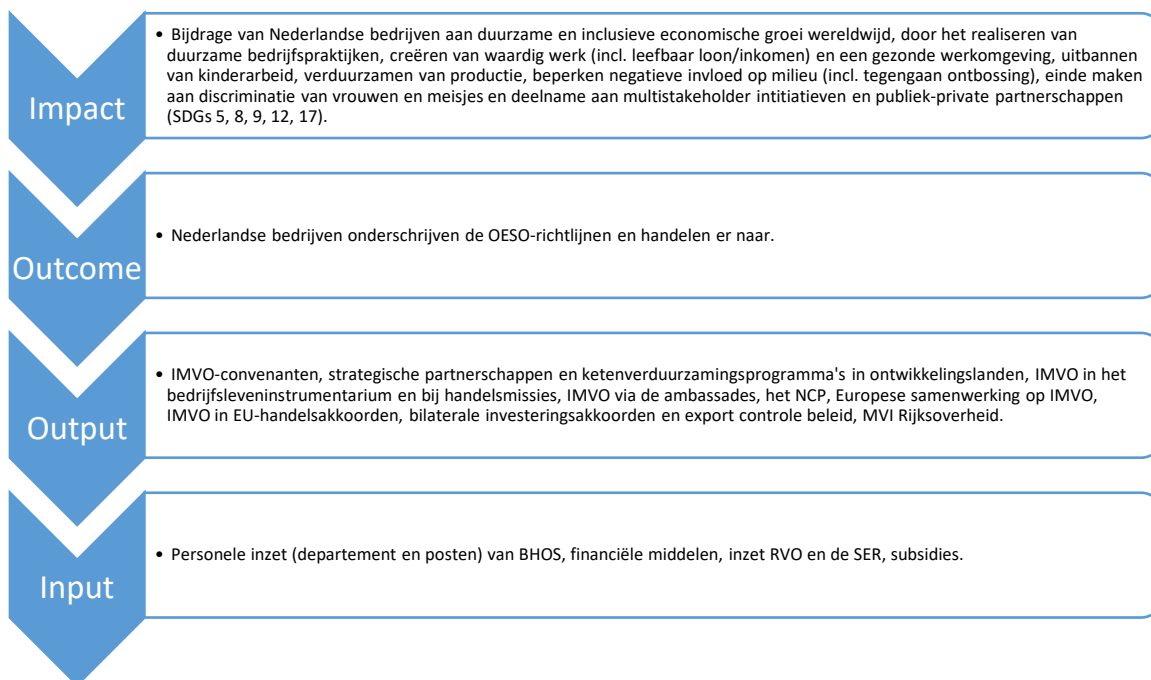 Impact
• Bijdrage van Nederlandse bedrijven aan duurzame en inclusieve economische groei wereldwijd, door het realiseren van
duurzame bedrijfspraktijken, creëren van waardig werk (incl. leefbaar loon/inkomen) en een gezonde werkomgeving, uitbannen
van kinderarbeid, verduurzamen van productie, beperken negatieve invloed op milieu (incl. tegengaan ontbossing), einde maken
aan discriminatie van vrouwen en meisjes en deelname aan multistakeholder intitiatieven en publiek-private partnerschappen
(SDGs 5, 8, 9, 12, 17).
Outcome
• Nederlandse bedrijven onderschrijven de OESO-richtlijnen en handelen er naar.
Output
• IMVO-convenanten, strategische partnerschappen en ketenverduurzamingsprogramma's in ontwikkelingslanden, IMVO in het
bedrijfsleveninstrumentarium en bij handelsmissies, IMVO via de ambassades, het NCP, Europese samenwerking op IMVO,
IMVO in EU-handelsakkoorden, bilaterale investeringsakkoorden en export controle beleid, MVI Rijksoverheid.
Input
• Personele inzet (departement en posten) van BHOS, financiële middelen, inzet RVO en de SER, subsidies.